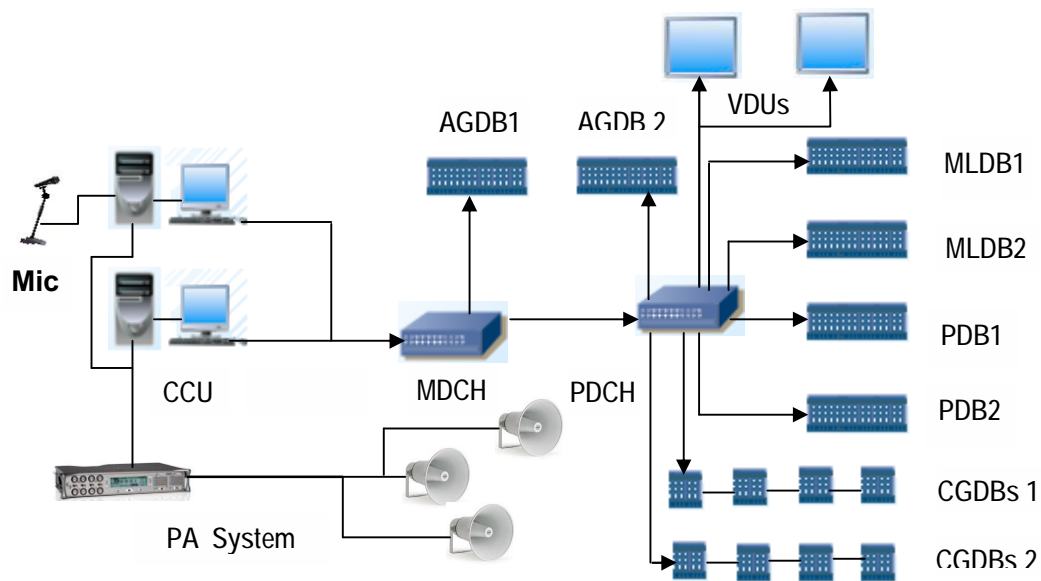 VDUs
AGDB1
AGDB 2
MLDB1
Mic
MLDB2
PDB1
CCU
MDCH
PDCH
PDB2
CGDBs 1
PA System
CGDBs 2